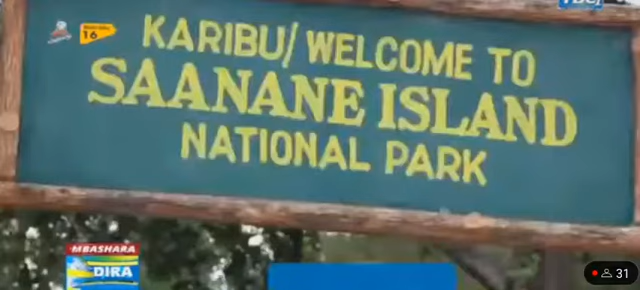 16
KARIBU/ WELCOME TO
SAANANE ISLAND
NATIONAL PARK
MBASHARA
DIRA
31